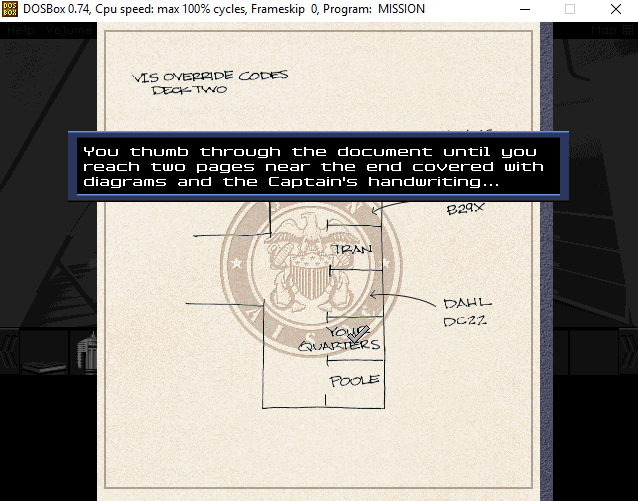 DOSBox 0.74, Cpu speed: max 100% cycles, Frameskip 0, Program: MISSION
Help Volume
Map
VIS OVERRIDE CODES
DECK TWO
You thumb through the document until you
reach two pages near the end covered with
diagrams and the Captain's handwriting...
B29X
TRAN
DAHL
DC22
YOUR
QUARTERS
POOLE